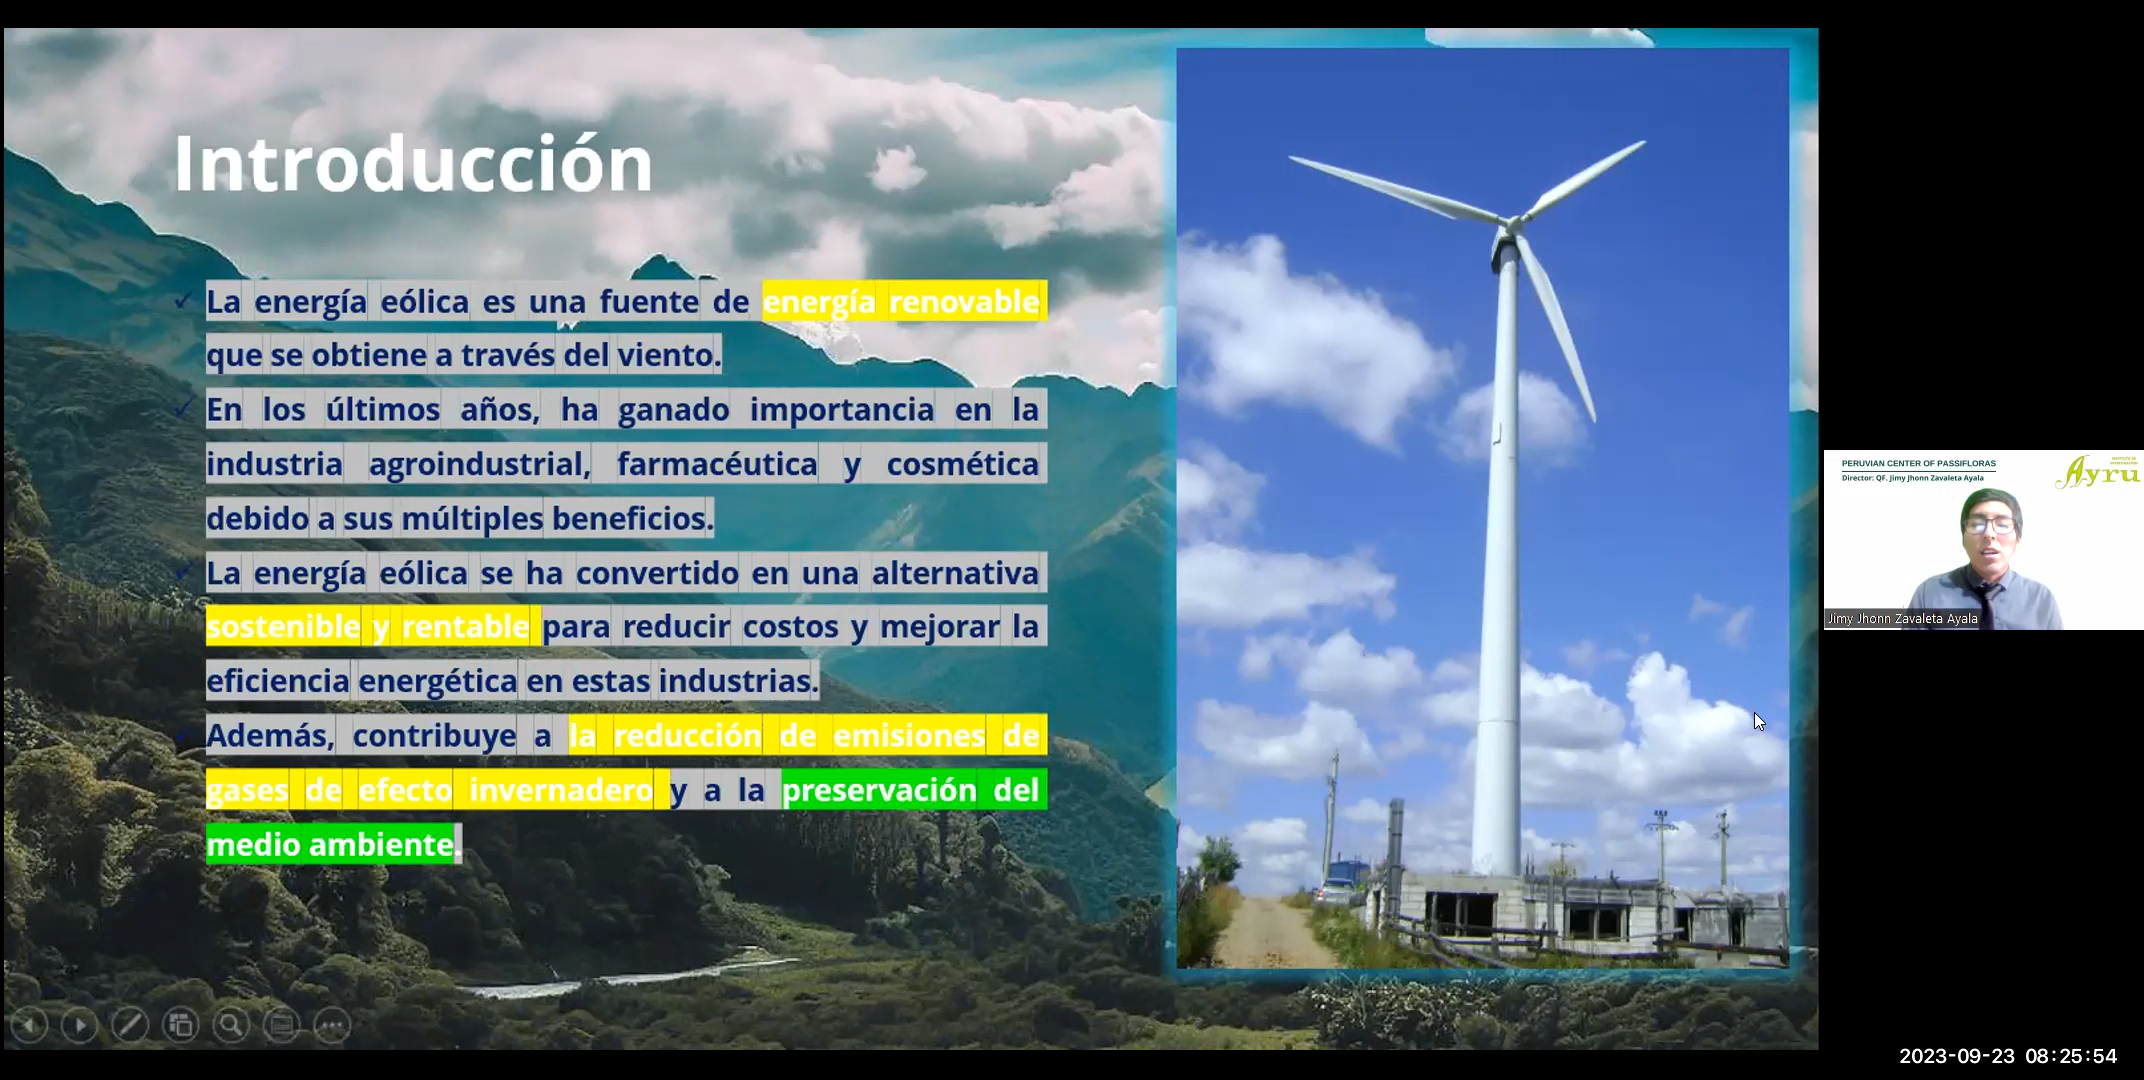 Introducción
✓ La energía eólica es una fuente de energía renovable
que se obtiene a través del viento.
✓ En los últimos años, ha ganado importancia en la
industria agroindustrial, farmacéutica y cosmética
debido a sus múltiples beneficios.
✓ La energía eólica se ha convertido en una alternativa
sostenible y rentable para reducir costos y mejorar la
eficiencia energética en estas industrias.
✓ Además, contribuye a la reducción de emisiones de
gases de efecto invernadero y a la preservación del
medio ambiente.
PERUVIAN CENTER OF PASSIFLORAS
Director: QF. Jimy Jhonn Zavaleta Ayala
Ayru
Jimy Jhonn Zavaleta Ayala
2023-09-23 08:25:54